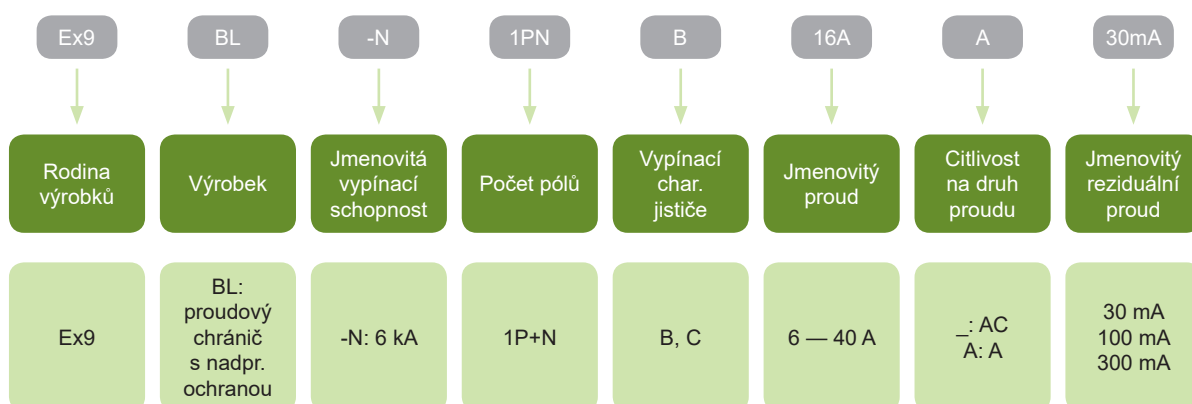 Ex9
BL
-N
1PN
B
16A
A
30mA
Rodina
výrobků
Výrobek
Jmenovitá
vypínací
schopnost
Počet pólů
Vypínací
char.
jističe
Jmenovitý
proud
Citlivost
na druh
proudu
Jmenovitý
reziduální
proud
Ex9
BL:
proudový
chránič
s nadpr.
ochranou
-N: 6 kA
1P+N
B, C
6 — 40 A
_: AC
A: A
30 mA
100 mA
300 mA